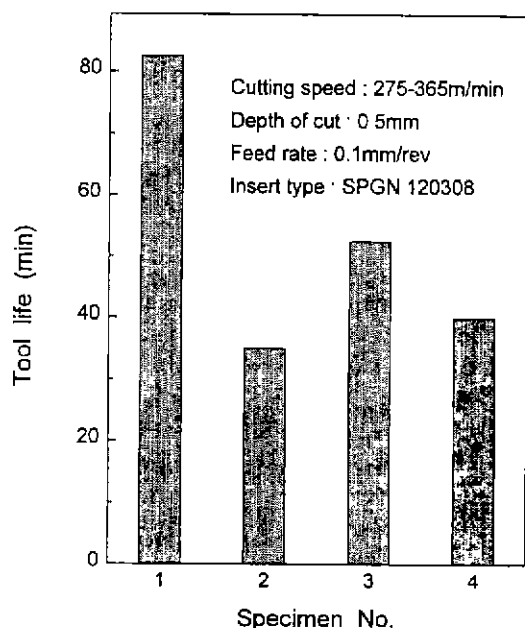 Tool life (min)
80
60
40
20
0
Cutting speed : 275-365m/min
Depth of cut : 0 5mm
Feed rate : 0.1mm/rev
Insert type : SPGN 120308
1 2 3 4
Specimen No.